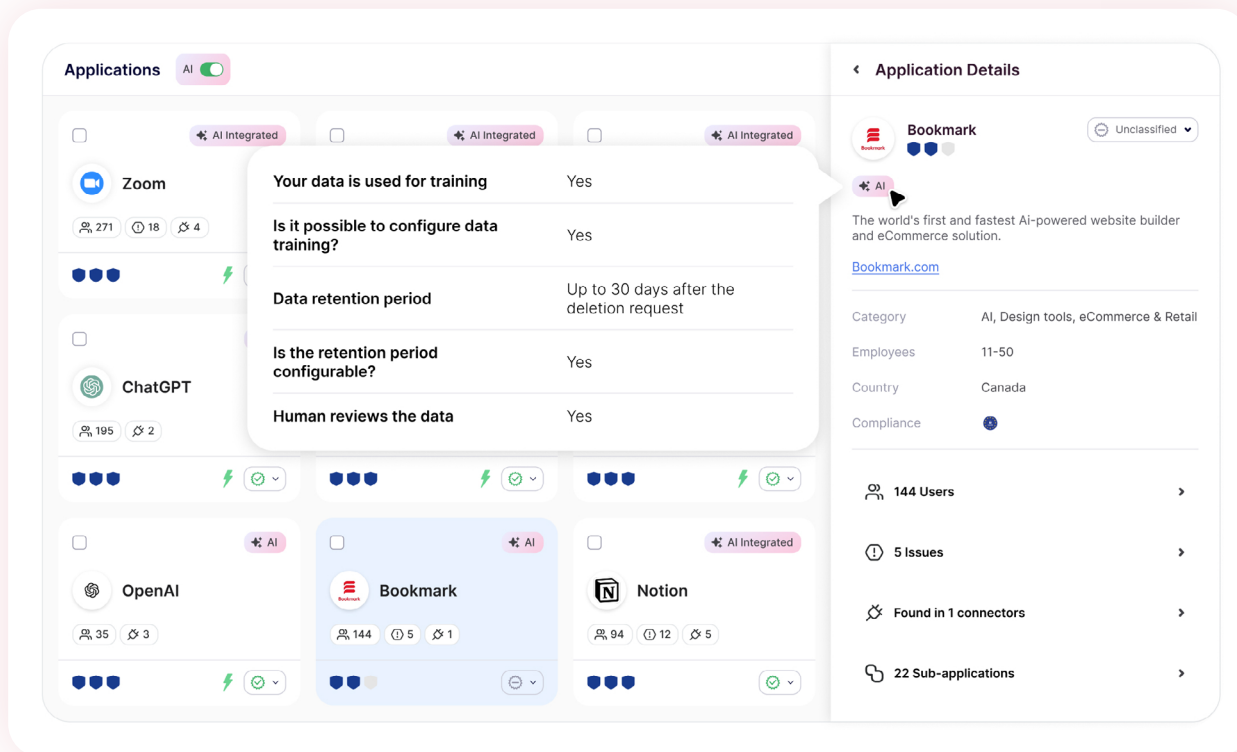 Applications
AI
Application Details
AI Integrated
AI Integrated
AI Integrated
Zoom
271 18 4
ChatGPT
195 2
Your data is used for training Yes
Is it possible to configure data
training?
Yes
Data retention period
Up to 30 days after the
deletion request
Is the retention period
configurable?
Yes
Human reviews the data Yes
AI
OpenAI
35 3
AI
Bookmark
Bookmark
144 5 1
AI Integrated
Notion
94 12 5
Bookmark
Bookmark
Unclassified
AI
The world's first and fastest Ai-powered website builder
and eCommerce solution.
Bookmark.com
Category AI, Design tools, eCommerce & Retail
Employees 11-50
Country Canada
Compliance
144 Users
5 Issues
Found in 1 connectors
22 Sub-applications